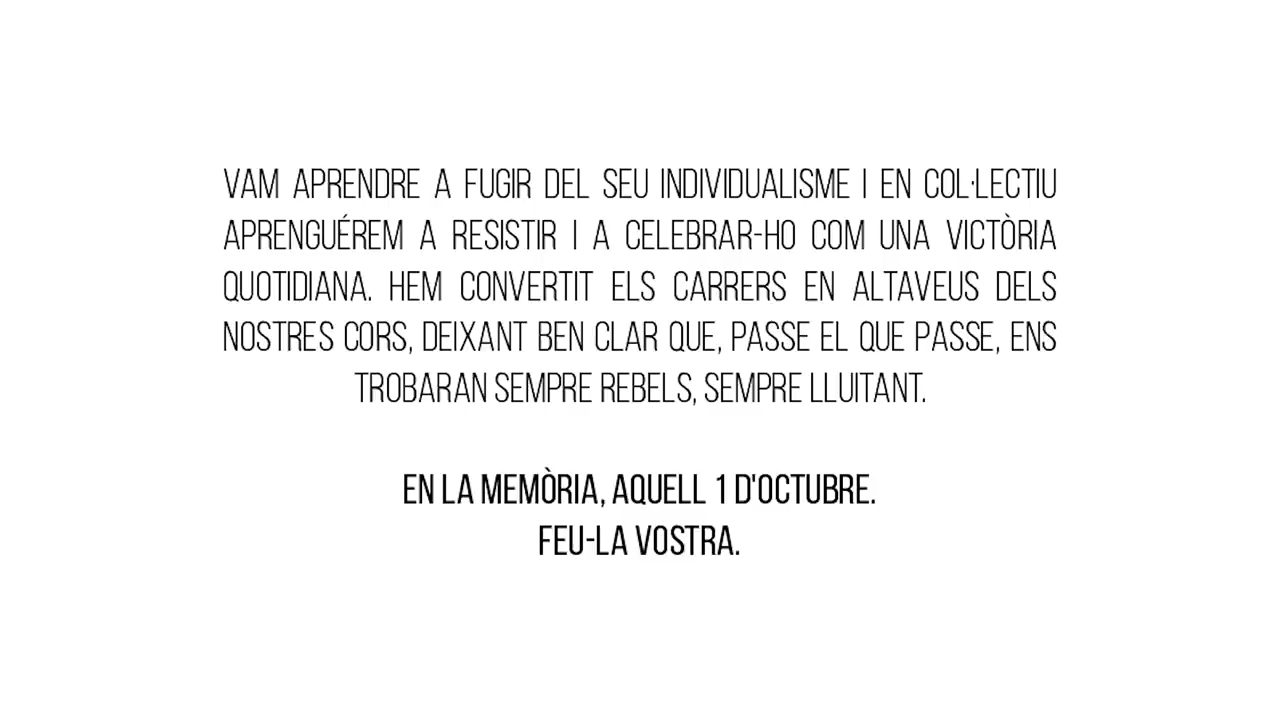 VAM APRENDRE A FUGIR DEL SEU INDIVIDUALISME I EN COL·LECTIU
APRENGUÉREM A RESISTIR I A CELEBRAR-HO COM UNA VICTÒRIA
QUOTIDIANA. HEM CONVERTIT ELS CARRERS EN ALTAVEUS DELS
NOSTRES CORS, DEIXANT BEN CLAR QUE, PASSE EL QUE PASSE, ENS
TROBARAN SEMPRE REBELS, SEMPRE LLUITANT.
EN LA MEMÒRIA, AQUELL 1 D'OCTUBRE.
FEU-LA VOSTRA.